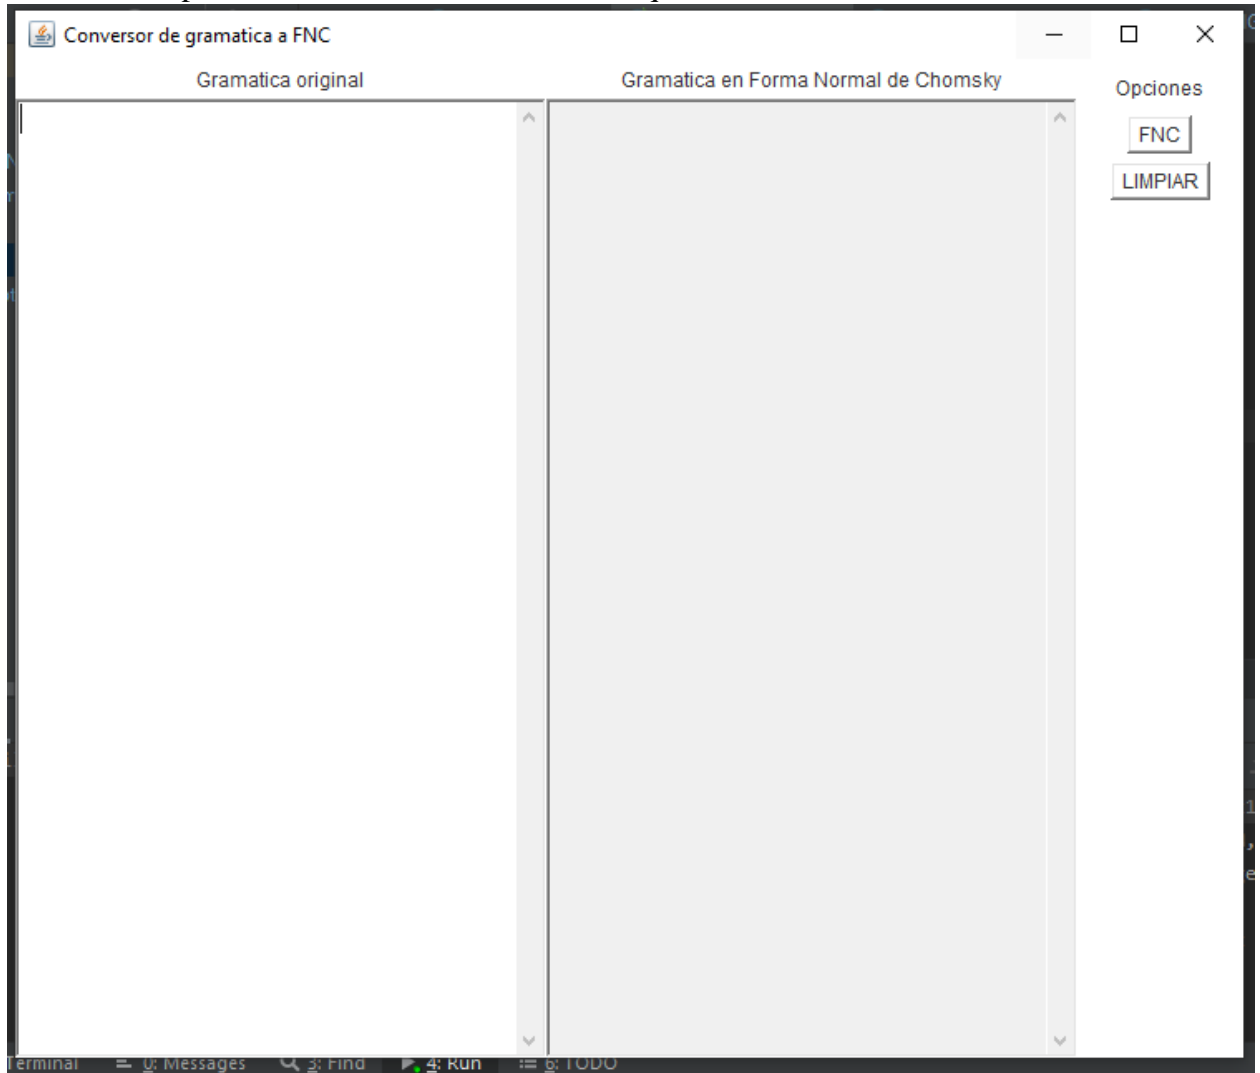 Conversor de gramatica a FNC
Gramatica original
Gramatica en Forma Normal de Chomsky
Opciones
FNC
LIMPIAR
Terminal 0: Messages 3: Find 4: Run 6: TODO